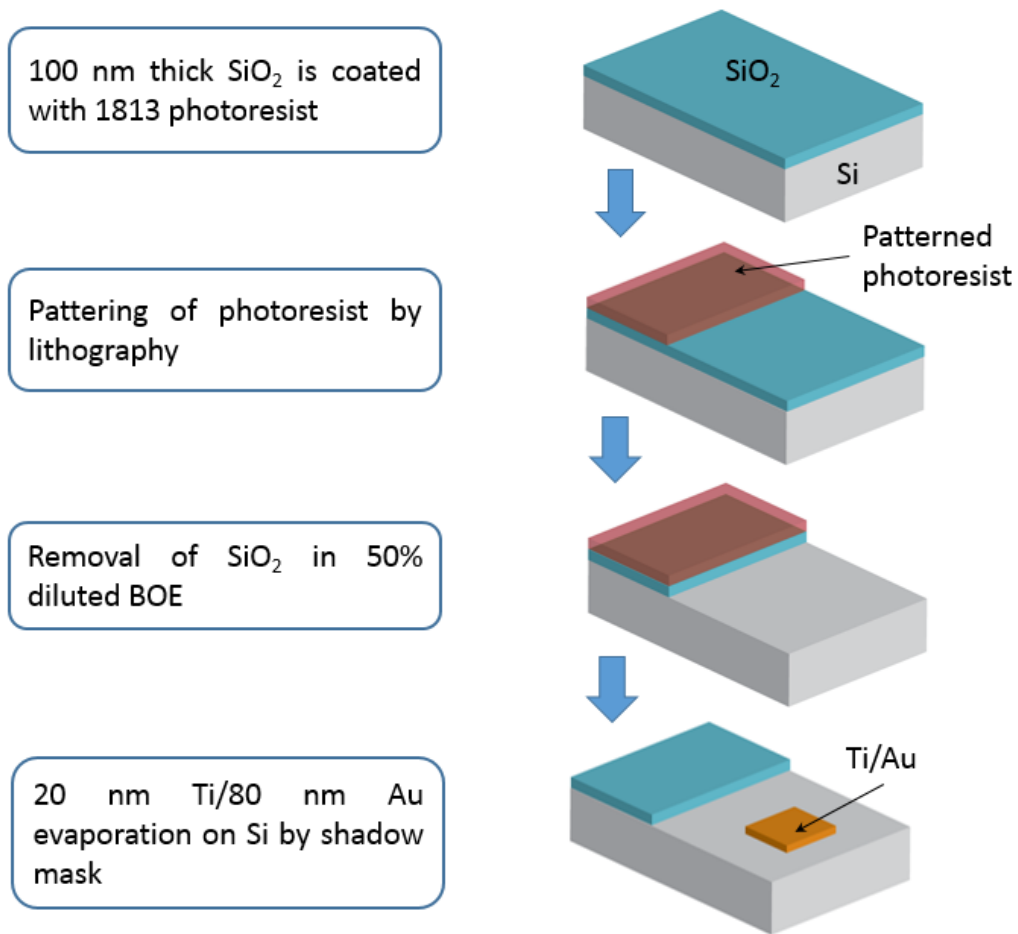 100 nm thick SiO₂ is coated
with 1813 photoresist
SiO₂
Si
Pattering of photoresist by
lithography
Patterned
photoresist
Removal of SiO₂ in 50%
diluted BOE
20 nm Ti/80 nm Au
evaporation on Si by shadow
mask
Ti/Au